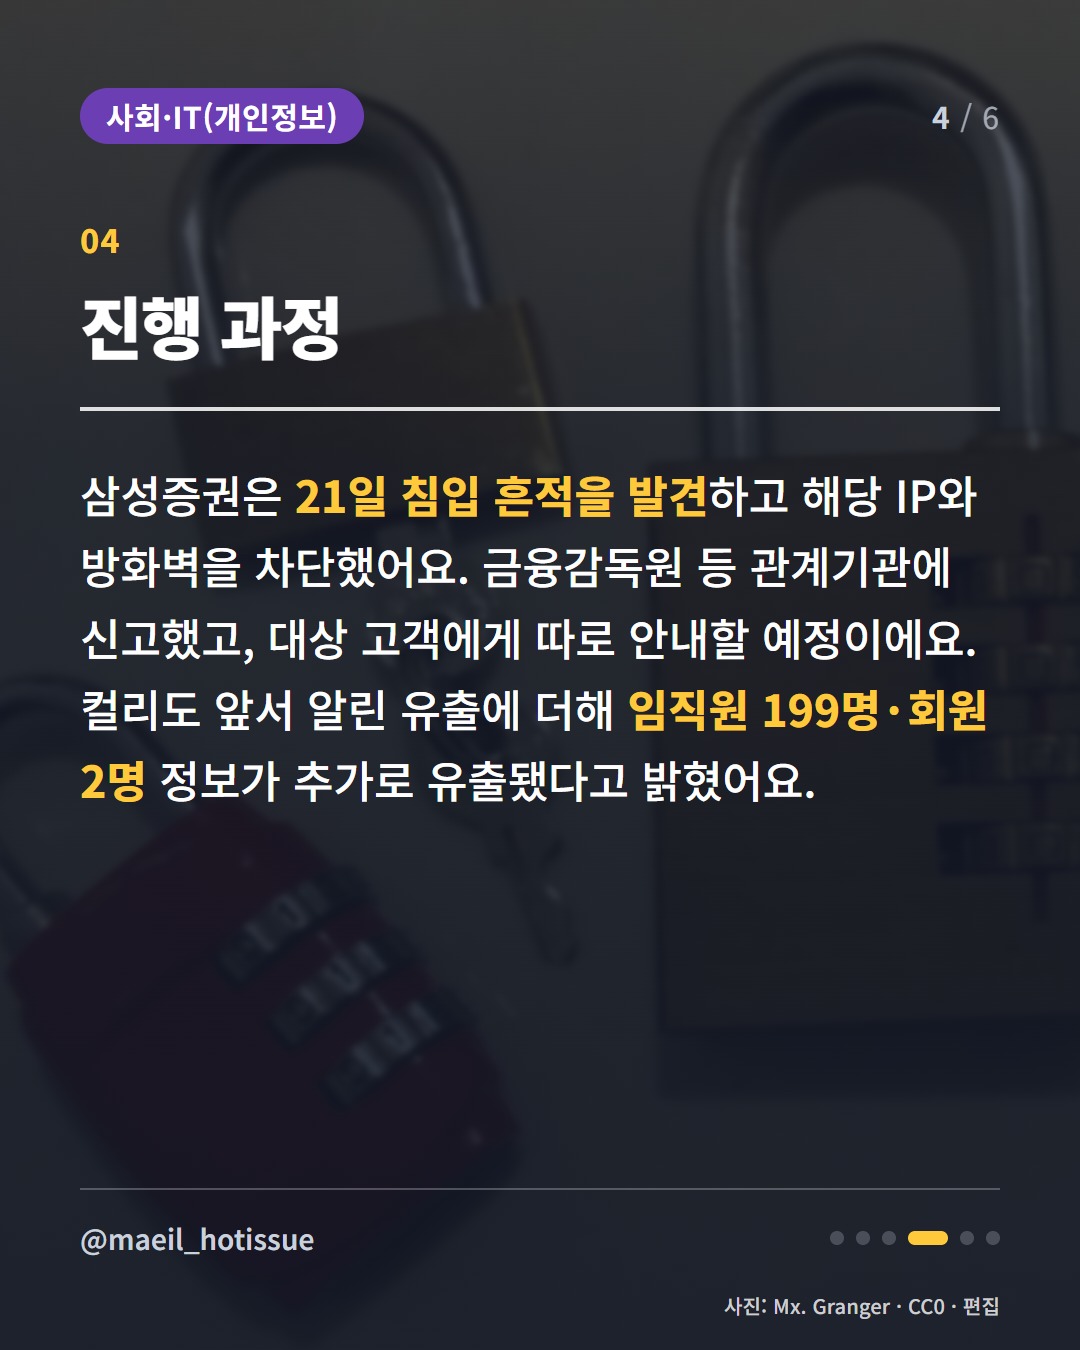 사회·IT(개인정보)
4 / 6
04
진행 과정
삼성증권은 21일 침입 흔적을 발견하고 해당 IP와
방화벽을 차단했어요. 금융감독원 등 관계기관에
신고했고, 대상 고객에게 따로 안내할 예정이에요.
컬리도 앞서 알린 유출에 더해 임직원 199명·회원
2명 정보가 추가로 유출됐다고 밝혔어요.
@maeil_hotissue
사진: Mx. Granger · CC0 · 편집